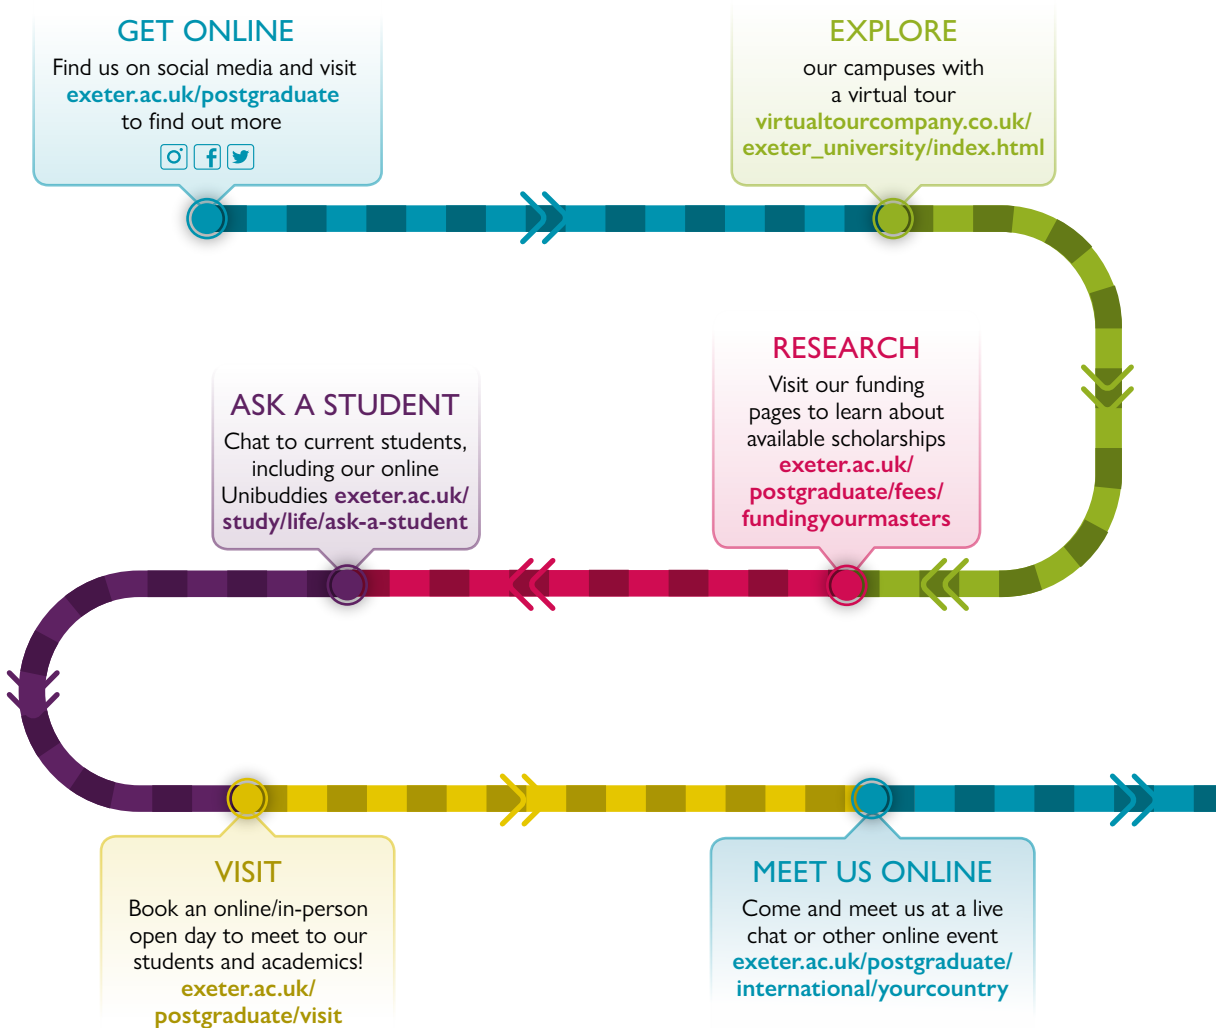 GET ONLINE
Find us on social media and visit
exeter.ac.uk/postgraduate
to find out more
EXPLORE
our campuses with
a virtual tour
virtualtourcompany.co.uk/
exeter_university/index.html
RESEARCH
Visit our funding
pages to learn about
available scholarships
exeter.ac.uk/
postgraduate/fees/
fundingyourmasters
ASK A STUDENT
Chat to current students,
including our online
Unibuddies exeter.ac.uk/
study/life/ask-a-student
VISIT
Book an online/in-person
open day to meet to our
students and academics!
exeter.ac.uk/
postgraduate/visit
MEET US ONLINE
Come and meet us at a live
chat or other online event
exeter.ac.uk/postgraduate/
international/yourcountry